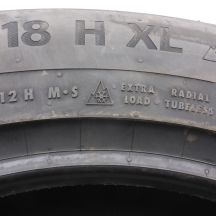 18 H XL
12H M•S EXTRA LOAD RADIAL TUBELESS